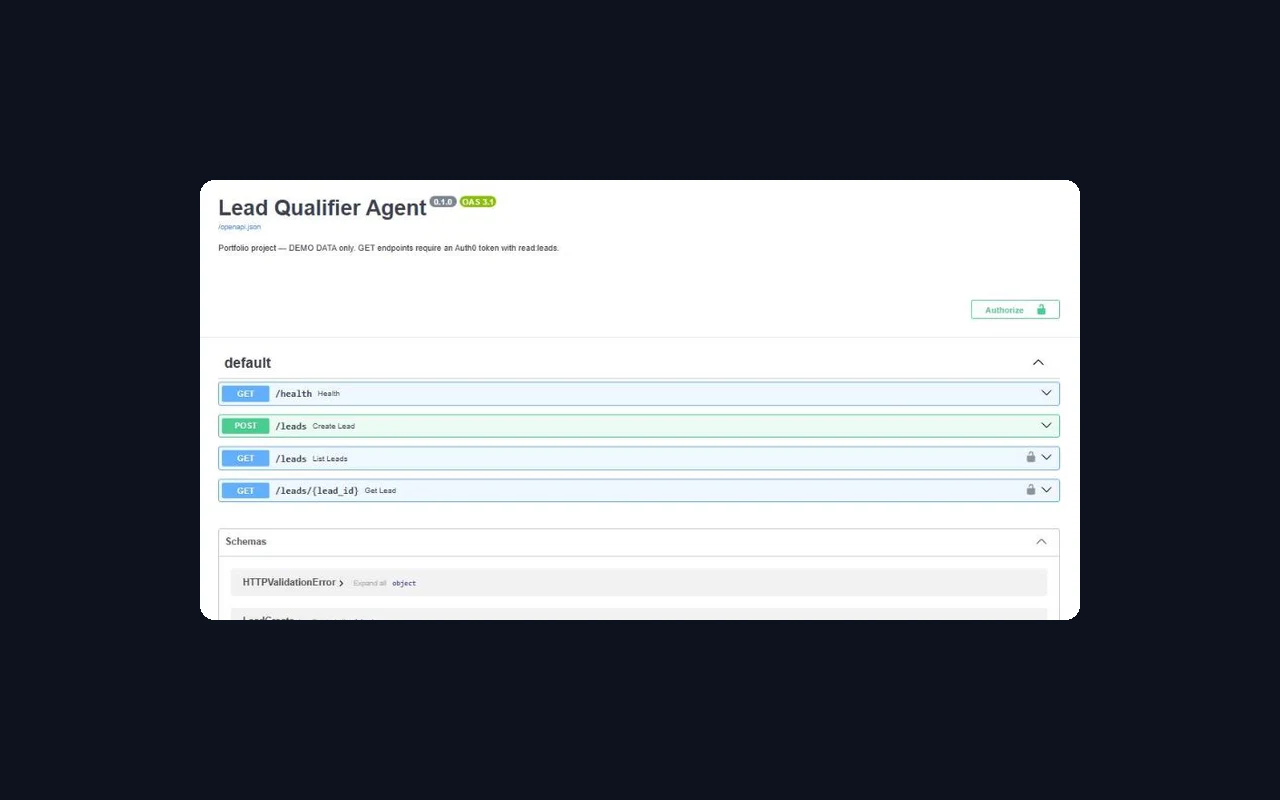 Lead Qualifier Agent 0.1.0 OAS 3.1
/openapi.json
Portfolio project — DEMO DATA only. GET endpoints require an Auth0 token with read:leads.
Authorize
default
GET /health Health
POST /leads Create Lead
GET /leads List Leads
GET /leads/{lead_id} Get Lead
Schemas
HTTPValidationError Expand all object